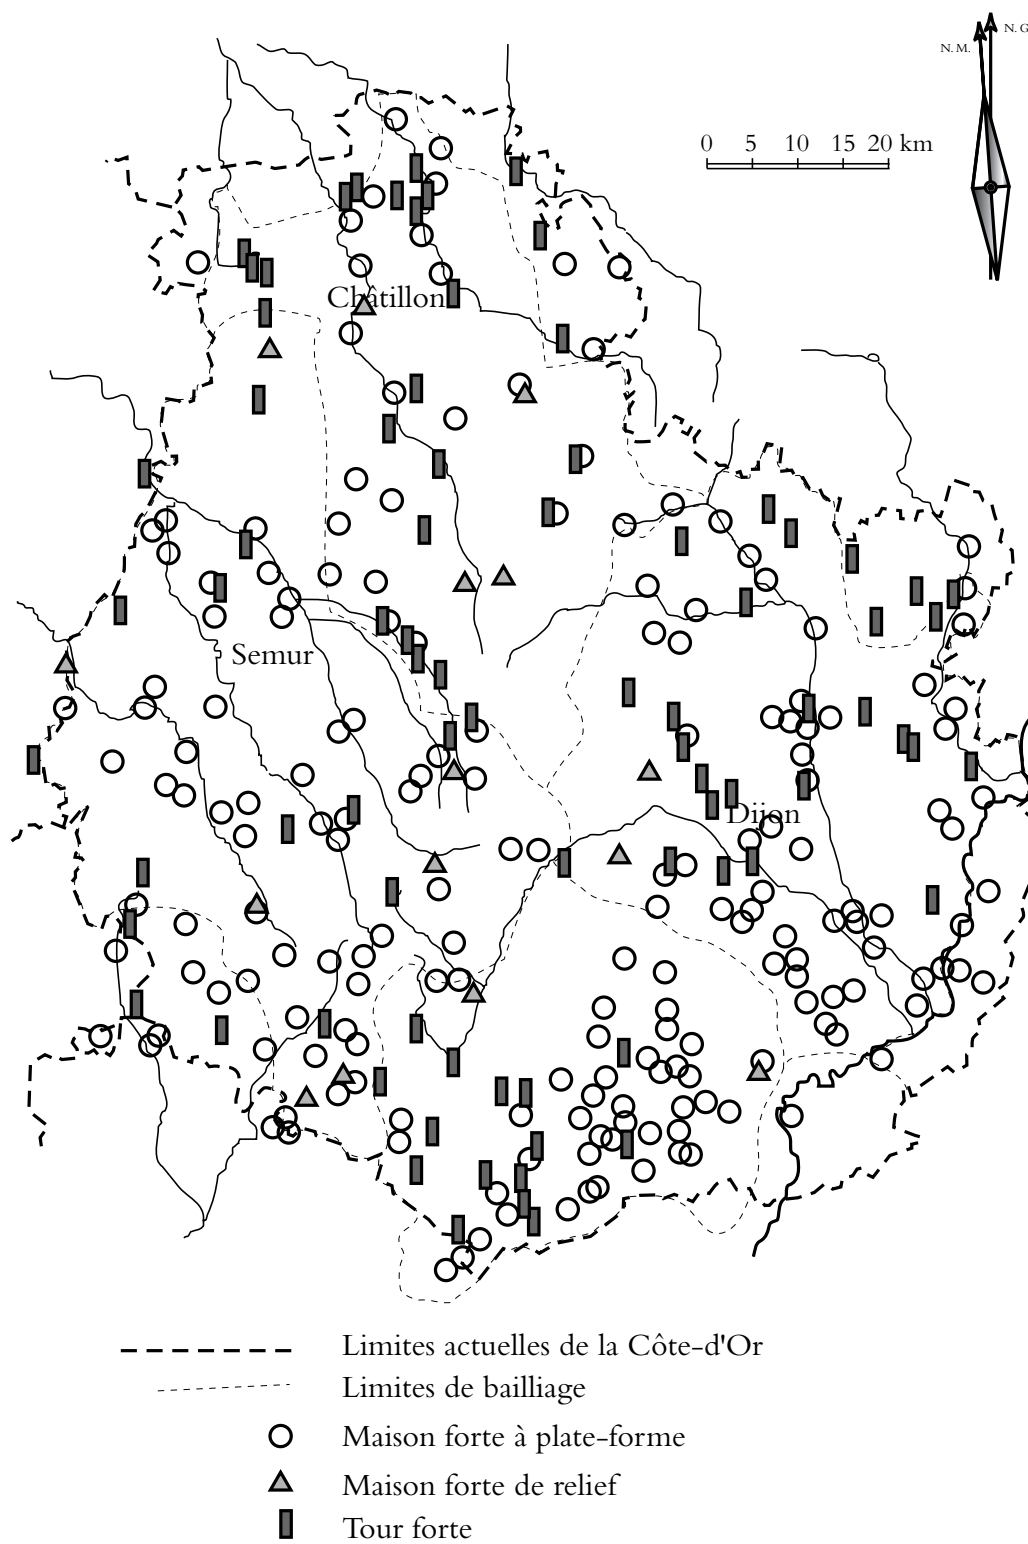 N. M.
N. G
0 5 10 15 20 km
Châtillon
Semur
Dijon
Limites actuelles de la Côte-d'Or
Limites de bailliage
Maison forte à plate-forme
Maison forte de relief
Tour forte